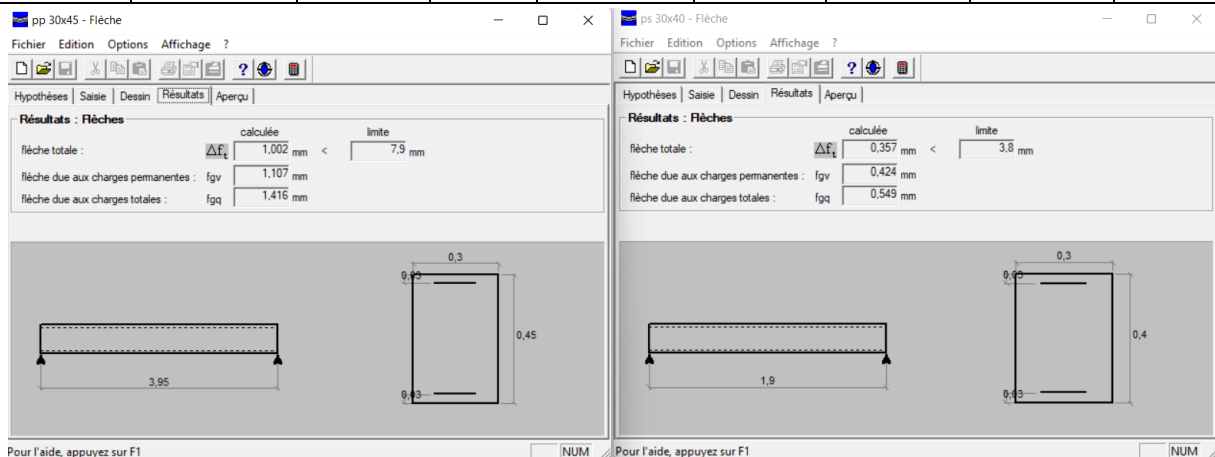 pp 30x45 - Flèche
Fichier Edition Options Affichage ?
Hypothèses Saisie Dessin Résultats Aperçu
Résultats : Flèches
calculée limite
flèche totale : Δft 1,002 mm < 7,9 mm
flèche due aux charges permanentes : fgv 1,107 mm
flèche due aux charges totales : fgq 1,416 mm
0,3
0,03
0,45
3,95
0,03
Pour l'aide, appuyez sur F1 NUM
ps 30x40 - Flèche
Fichier Edition Options Affichage ?
Hypothèses Saisie Dessin Résultats Aperçu
Résultats : Flèches
calculée limite
flèche totale : Δft 0,357 mm < 3,8 mm
flèche due aux charges permanentes : fgv 0,424 mm
flèche due aux charges totales : fgq 0,549 mm
0,3
0,03
0,4
1,9
0,03
Pour l'aide, appuyez sur F1 NUM